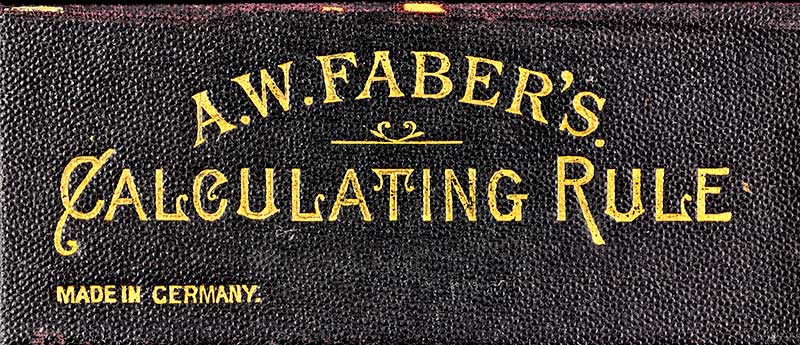 A.W. FABER'S.
CALCULATING RULE
MADE IN GERMANY.